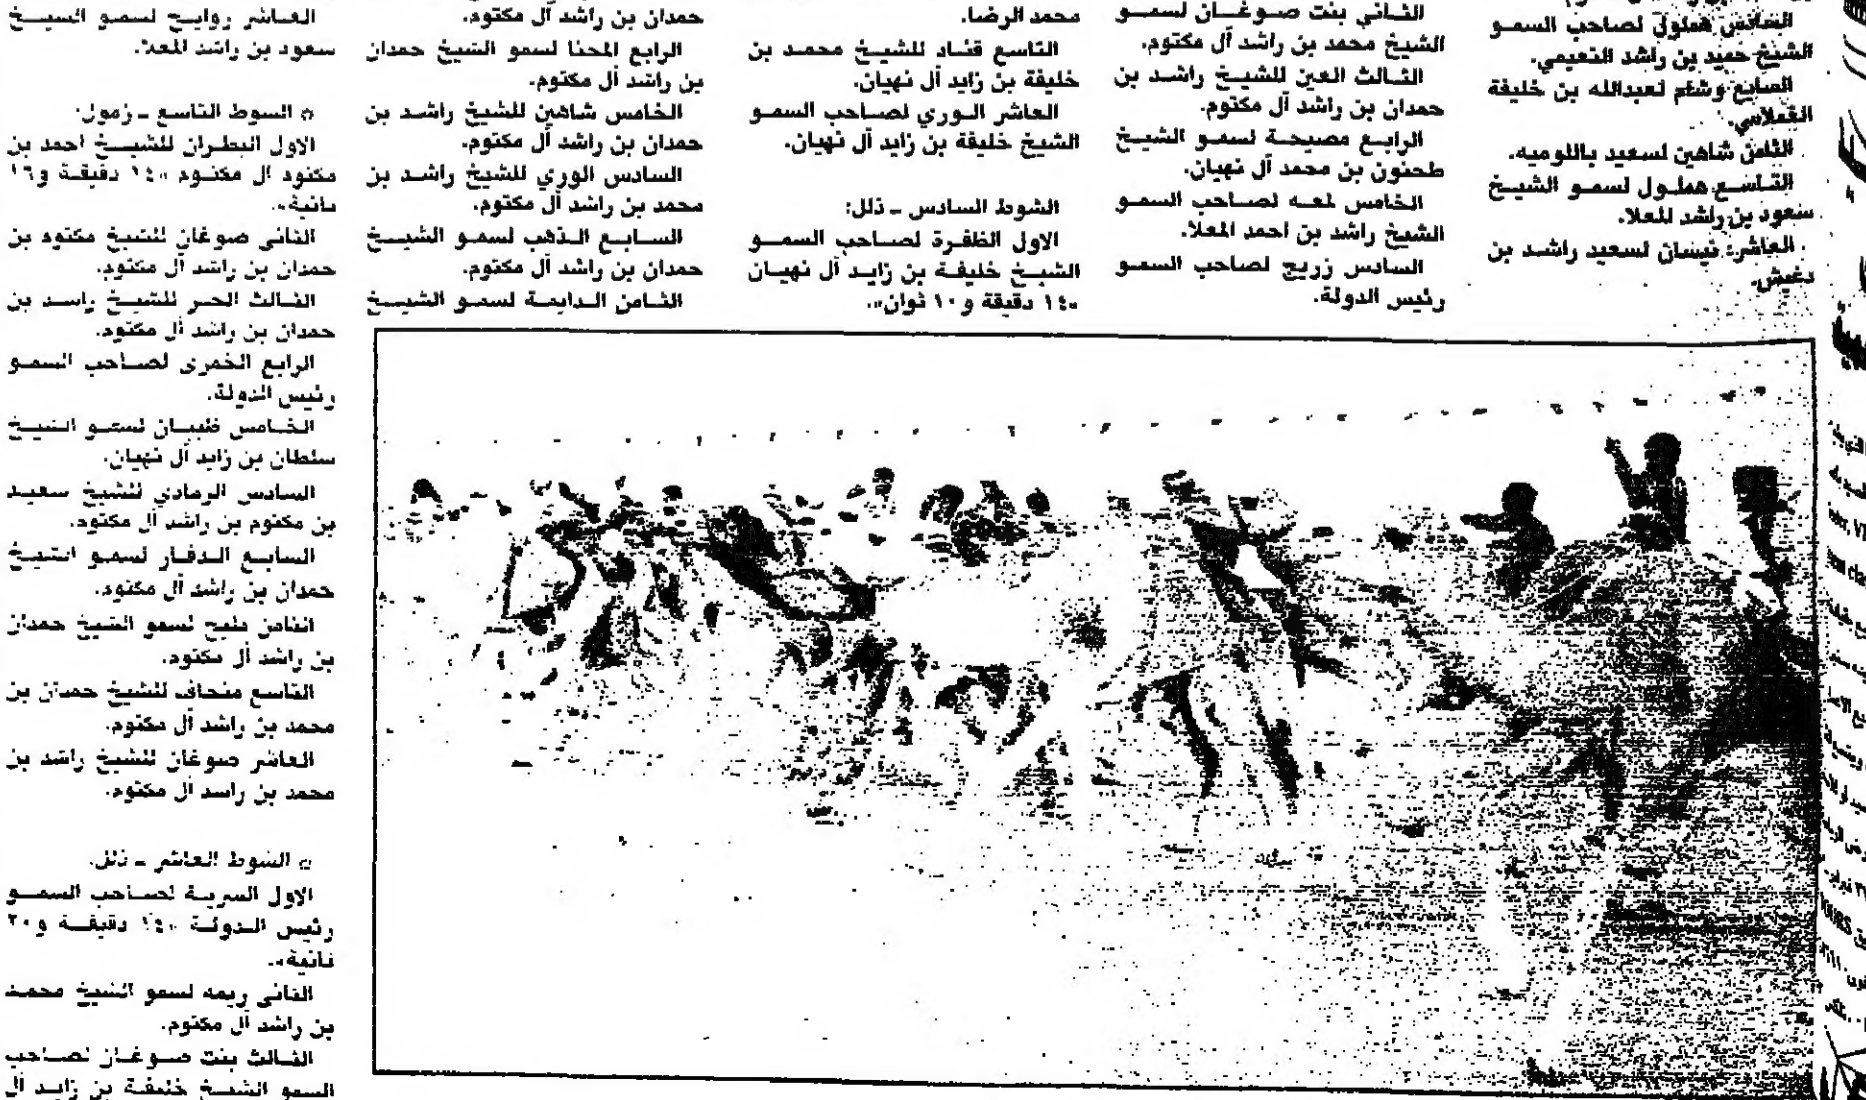 السادس هملول لصاحب السمو
الشيخ حميد بن راشد النعيمي.
السابع وشام لعبدالله بن خليفة
الثامن شاهين لسعيد باللوميه.
التاسع هملول لسمو الشيخ
سعود بن راشد المعلا.
العاشر: نيسان لسعيد راشد بن
دغيش.
الثاني بنت صوغان لسمو
الشيخ محمد بن راشد آل مكتوم.
الثالث العين للشيخ راشد بن
حمدان بن راشد آل مكتوم.
الرابع مصيحة لسمو الشيخ
طحنون بن محمد آل نهيان.
الخامس لمعه لصاحب السمو
الشيخ راشد بن احمد المعلا.
السادس زريج لصاحب السمو
رئيس الدولة.
محمد الرضا.
التاسع قناد للشيخ محمد بن
خليفة بن زايد آل نهيان.
العاشر الوري لصاحب السمو
الشيخ خليفة بن زايد آل نهيان.
الشوط السادس ـ ذلل:
الاول الظفرة لصاحب السمو
الشيخ خليفة بن زايد آل نهيان
«١٤ دقيقة و ١٠ ثوان».
حمدان بن راشد آل مكتوم.
الرابع المحنا لسمو الشيخ حمدان
بن راشد آل مكتوم.
الخامس شاهين للشيخ راشد بن
حمدان بن راشد آل مكتوم.
السادس الوري للشيخ راشد بن
محمد بن راشد آل مكتوم.
السابع الذهب لسمو الشيخ
حمدان بن راشد آل مكتوم.
الثامن الدايمة لسمو الشيخ
العاشر روايح لسمو الشيخ
سعود بن راشد المعلا.
¤ الشوط التاسع ـ زمول:
الاول البطران للشيخ احمد بن
مكتوم آل مكتوم «١٤ دقيقة و١٦
ثانية».
الثاني صوغان للشيخ مكتوم بن
حمدان بن راشد آل مكتوم.
الثالث الحر للشيخ راشد بن
حمدان بن راشد آل مكتوم.
الرابع الخمري لصاحب السمو
رئيس الدولة.
الخامس ظبيان لسمو الشيخ
سلطان بن زايد آل نهيان.
السادس الرمادي للشيخ سعيد
بن مكتوم بن راشد آل مكتوم.
السابع الدفار لسمو الشيخ
حمدان بن راشد آل مكتوم.
الثامن مليح لسمو الشيخ حمدان
بن راشد آل مكتوم.
التاسع منحاف للشيخ حمدان بن
محمد بن راشد آل مكتوم.
العاشر صوغان للشيخ راشد بن
محمد بن راشد آل مكتوم.
¤ الشوط العاشر ـ ذلل:
الاول السريبة لصاحب السمو
رئيس الدولة «١٤ دقيقة و٢٠
ثانية».
الثاني ريمه لسمو الشيخ محمد
بن راشد آل مكتوم.
الثالث بنت صوغان لصاحب
السمو الشيخ خليفة بن زايد آل